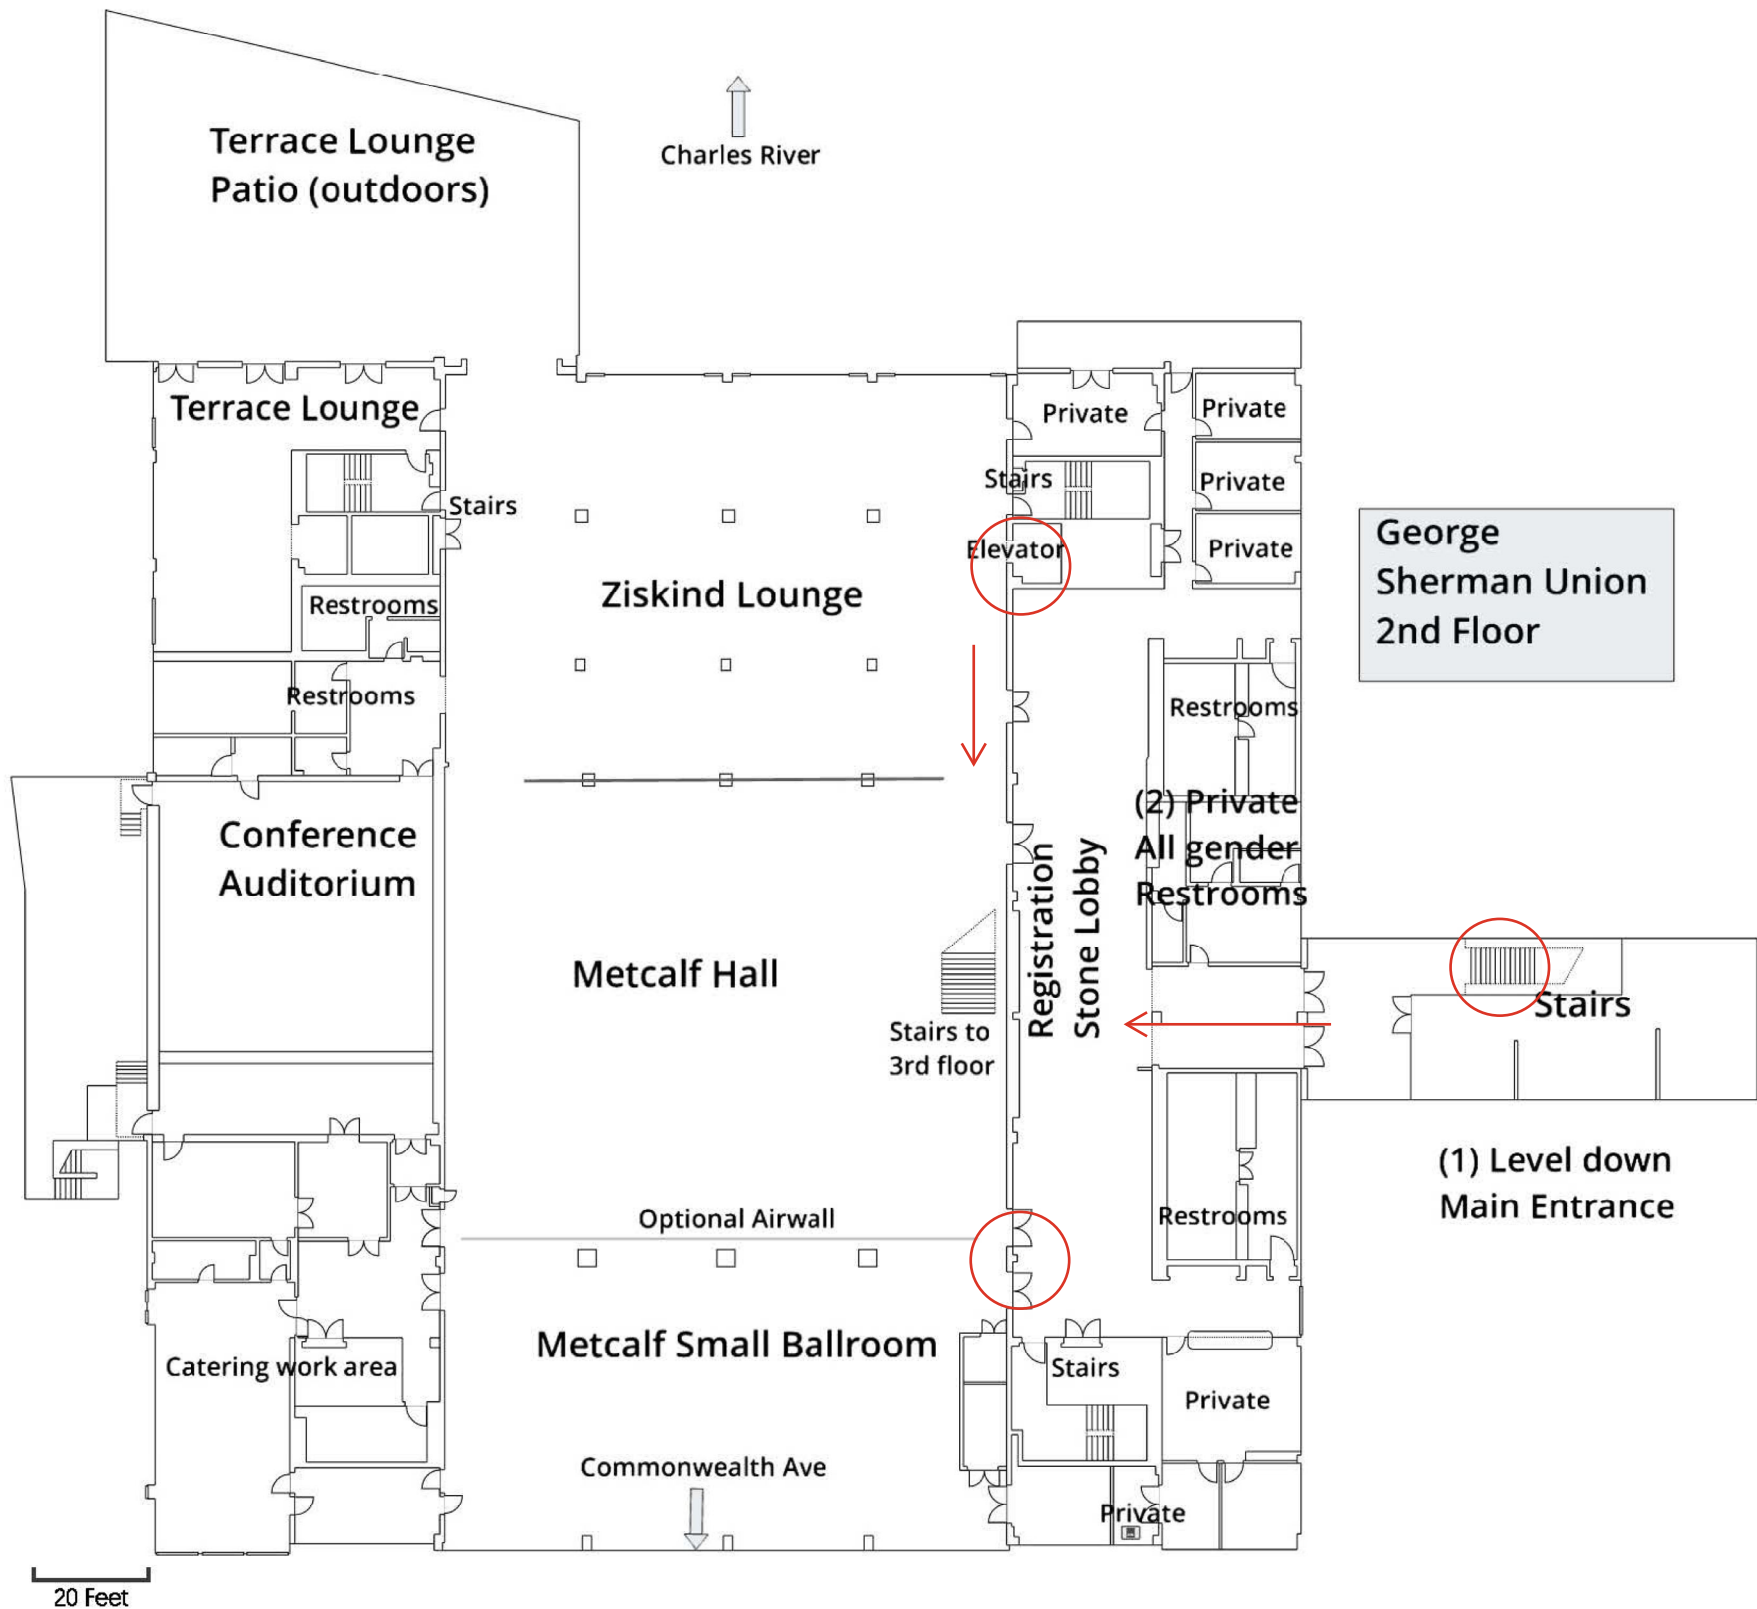 Terrace Lounge
Patio (outdoors)
Charles River
Terrace Lounge
Private
Private
Stairs
Private
Stairs
George
Sherman Union
2nd Floor
Elevator
Private
Ziskind Lounge
Restrooms
Restrooms
Restrooms
(2) Private
All gender
Restrooms
Conference
Auditorium
Registration
Stone Lobby
Metcalf Hall
Stairs
Stairs to
3rd floor
(1) Level down
Main Entrance
Optional Airwall
Restrooms
Metcalf Small Ballroom
Catering work area
Stairs
Private
Commonwealth Ave
Private
20 Feet